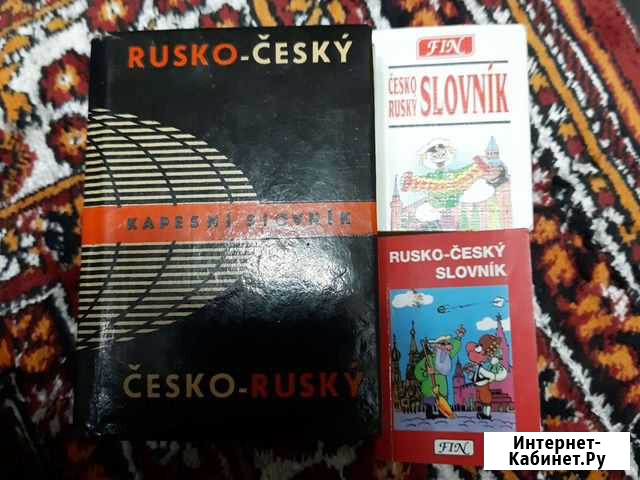 RUSKO-ČESKÝ
KAPESNÍ SLOVNÍK
ČESKO-RUSKÝ
FIN
ČESKO
RUSKÝ
SLOVNÍK
RUSKO-ČESKÝ
SLOVNÍK
FIN
Интернет-
Кабинет.Ру